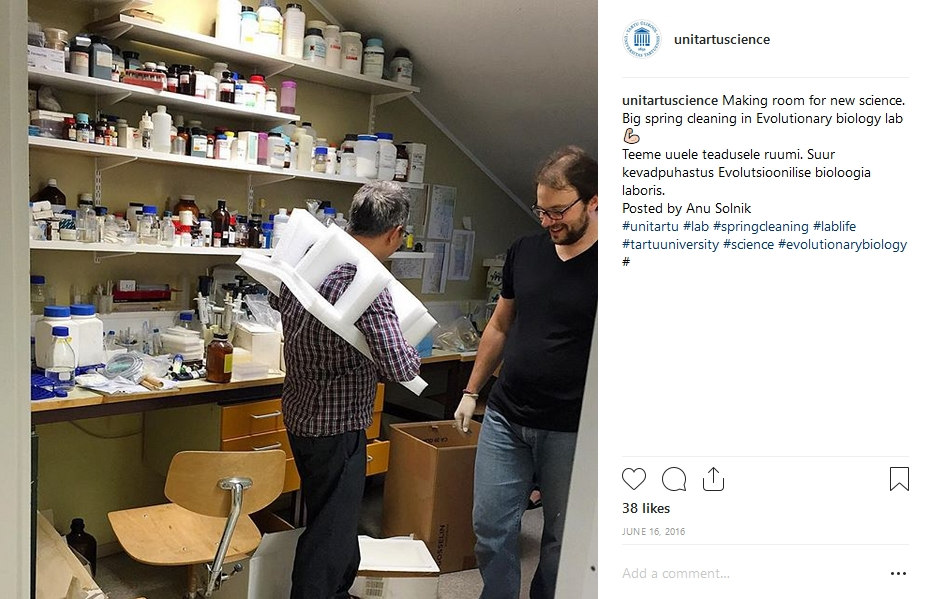 unitartuscience
unitartuscience Making room for new science.
Big spring cleaning in Evolutionary biology lab
💪🏻
Teeme uuele teadusele ruumi. Suur
kevadpuhastus Evolutsioonilise bioloogia
laboris.
Posted by Anu Solnik
#unitartu #lab #springcleaning #lablife
#tartuuniversity #science #evolutionarybiology
#
38 likes
JUNE 16, 2016
Add a comment...